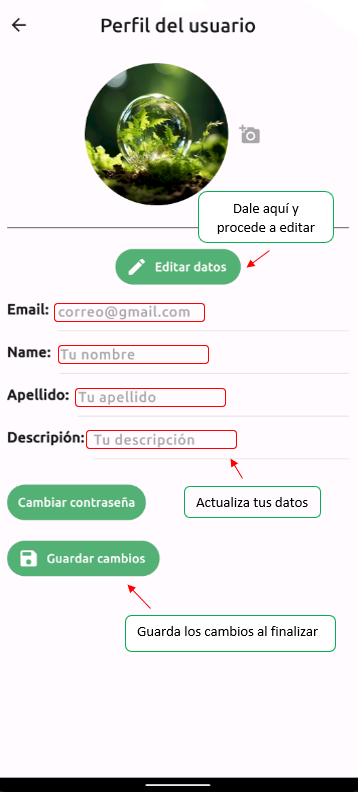 Perfil del usuario
Dale aquí y
procede a editar
Editar datos
Email: correo@gmail.com
Name: Tu nombre
Apellido: Tu apellido
Descripión: Tu descripción
Cambiar contraseña
Actualiza tus datos
Guardar cambios
Guarda los cambios al finalizar